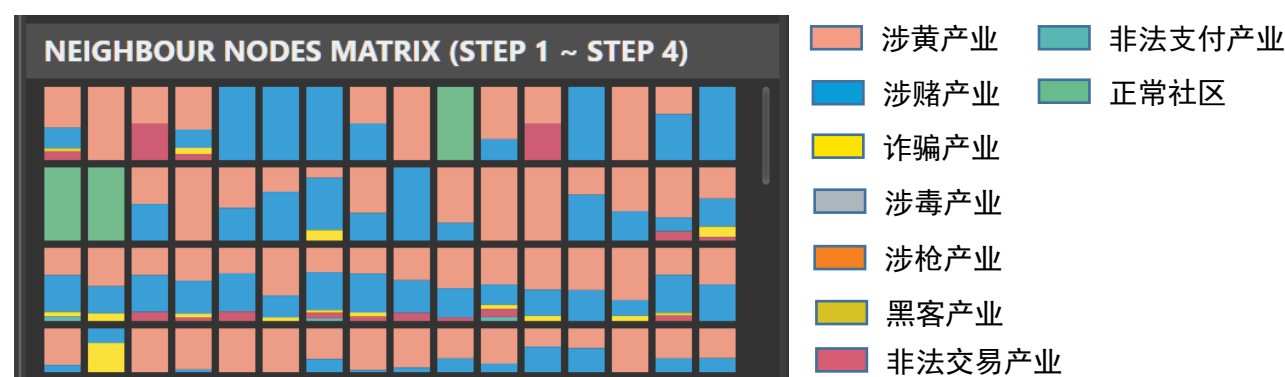 NEIGHBOUR NODES MATRIX (STEP 1 ~ STEP 4)
涉黄产业
非法支付产业
涉赌产业
正常社区
诈骗产业
涉毒产业
涉枪产业
黑客产业
非法交易产业